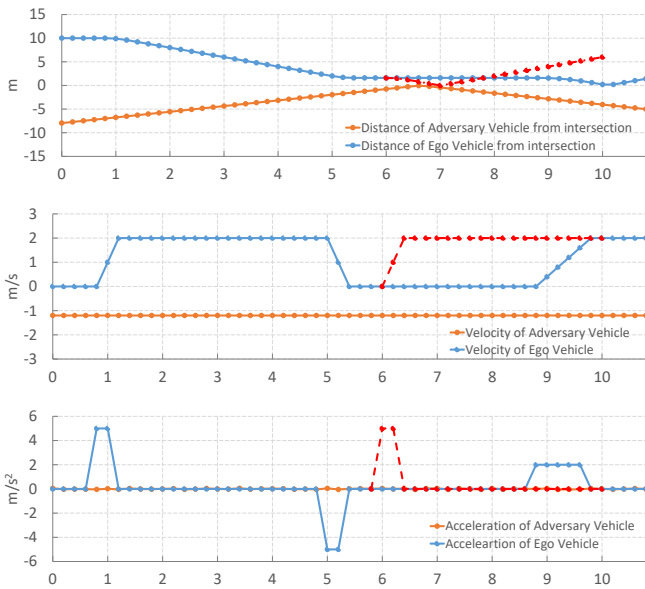 15
10
5
m
0
-5
-10
-15
Distance of Adversary Vehicle from intersection
Distance of Ego Vehicle from intersection
0 1 2 3 4 5 6 7 8 9 10
3
2
1
m/s
0
-1
-2
-3
Velocity of Adversary Vehicle
Velocity of Ego Vehicle
0 1 2 3 4 5 6 7 8 9 10
6
4
2
m/s²
0
-2
-4
-6
Acceleration of Adversary Vehicle
Acceleartion of Ego Vehicle
0 1 2 3 4 5 6 7 8 9 10